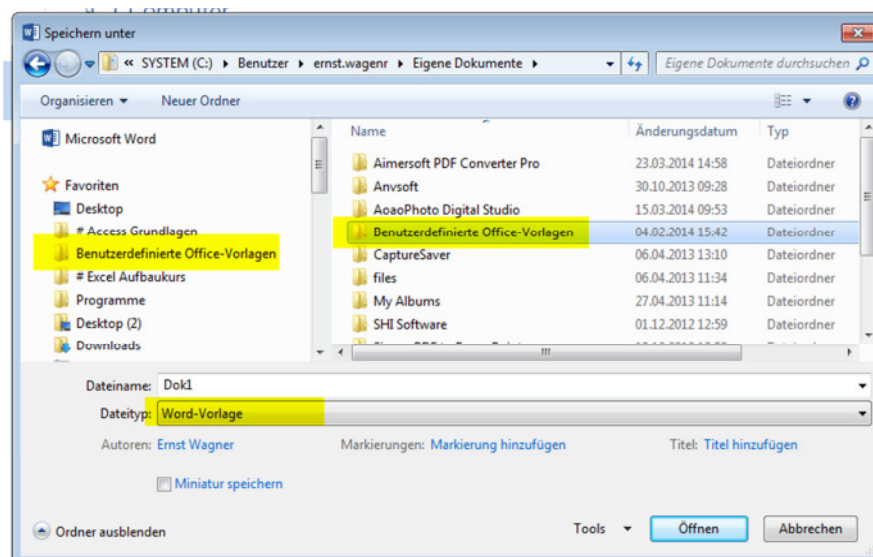 Speichern unter
« SYSTEM (C:) Benutzer ernst.wagenr Eigene Dokumente
Eigene Dokumente durchsuchen
Organisieren Neuer Ordner
Microsoft Word
Favoriten
Desktop
# Access Grundlagen
Benutzerdefinierte Office-Vorlagen
# Excel Aufbaukurs
Programme
Desktop (2)
Downloads
Name Änderungsdatum Typ
Aimersoft PDF Converter Pro 23.03.2014 14:58 Dateiordner
Anvsoft 30.10.2013 09:28 Dateiordner
AoaoPhoto Digital Studio 15.03.2014 09:53 Dateiordner
Benutzerdefinierte Office-Vorlagen 04.02.2014 15:42 Dateiordner
CaptureSaver 06.04.2013 13:10 Dateiordner
files 06.04.2013 11:34 Dateiordner
My Albums 27.04.2013 11:14 Dateiordner
SHI Software 01.12.2012 12:59 Dateiordner
Dateiname: Dok1
Dateityp: Word-Vorlage
Autoren: Ernst Wagner Markierungen: Markierung hinzufügen Titel: Titel hinzufügen
Miniatur speichern
Ordner ausblenden Tools Öffnen Abbrechen